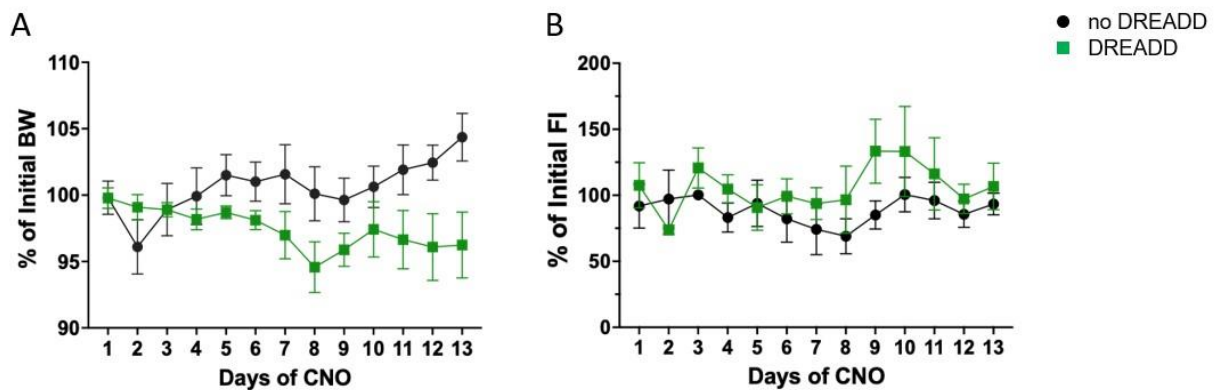 A
B
no DREADD
DREADD
% of Initial BW
110
105
100
95
90
1 2 3 4 5 6 7 8 9 10 11 12 13
Days of CNO
% of Initial FI
200
150
100
50
0
1 2 3 4 5 6 7 8 9 10 11 12 13
Days of CNO